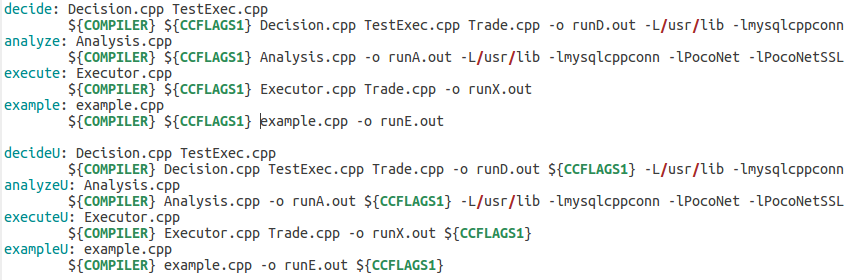 decide: Decision.cpp TestExec.cpp
${COMPILER} ${CCFLAGS1} Decision.cpp TestExec.cpp Trade.cpp -o runD.out -L/usr/lib -lmysqlcppconn
analyze: Analysis.cpp
${COMPILER} ${CCFLAGS1} Analysis.cpp -o runA.out -L/usr/lib -lmysqlcppconn -lPocoNet -lPocoNetSSL
execute: Executor.cpp
${COMPILER} ${CCFLAGS1} Executor.cpp Trade.cpp -o runX.out
example: example.cpp
${COMPILER} ${CCFLAGS1} example.cpp -o runE.out
decideU: Decision.cpp TestExec.cpp
${COMPILER} Decision.cpp TestExec.cpp Trade.cpp -o runD.out ${CCFLAGS1} -L/usr/lib -lmysqlcppconn
analyzeU: Analysis.cpp
${COMPILER} Analysis.cpp -o runA.out ${CCFLAGS1} -L/usr/lib -lmysqlcppconn -lPocoNet -lPocoNetSSL
executeU: Executor.cpp
${COMPILER} Executor.cpp Trade.cpp -o runX.out ${CCFLAGS1}
exampleU: example.cpp
${COMPILER} example.cpp -o runE.out ${CCFLAGS1}